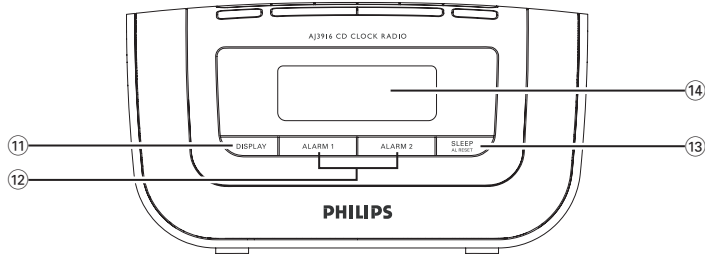 AJ3916 CD CLOCK RADIO
14
11
DISPLAY
ALARM 1
ALARM 2
SLEEP
AL RESET
13
12
PHILIPS